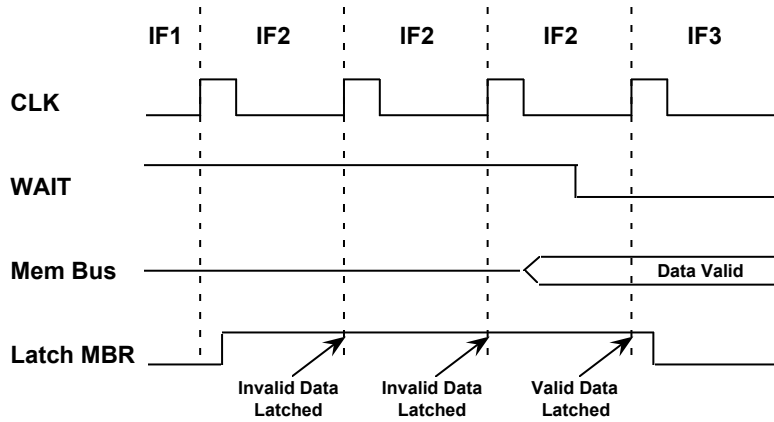 IF1 IF2 IF2 IF2 IF3
CLK
WAIT
Mem Bus
Data Valid
Latch MBR
Invalid Data
Latched
Invalid Data
Latched
Valid Data
Latched